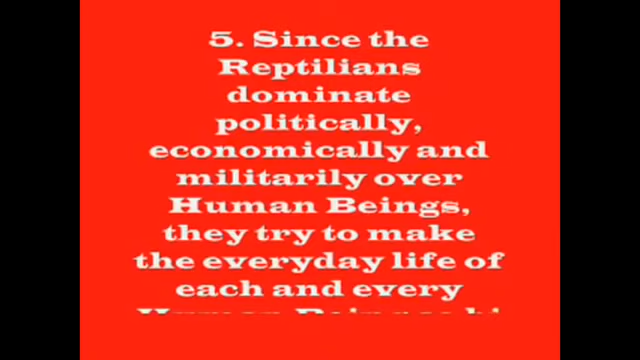 5. Since the
Reptilians
dominate
politically,
economically and
militarily over
Human Beings,
they try to make
the everyday life of
each and every